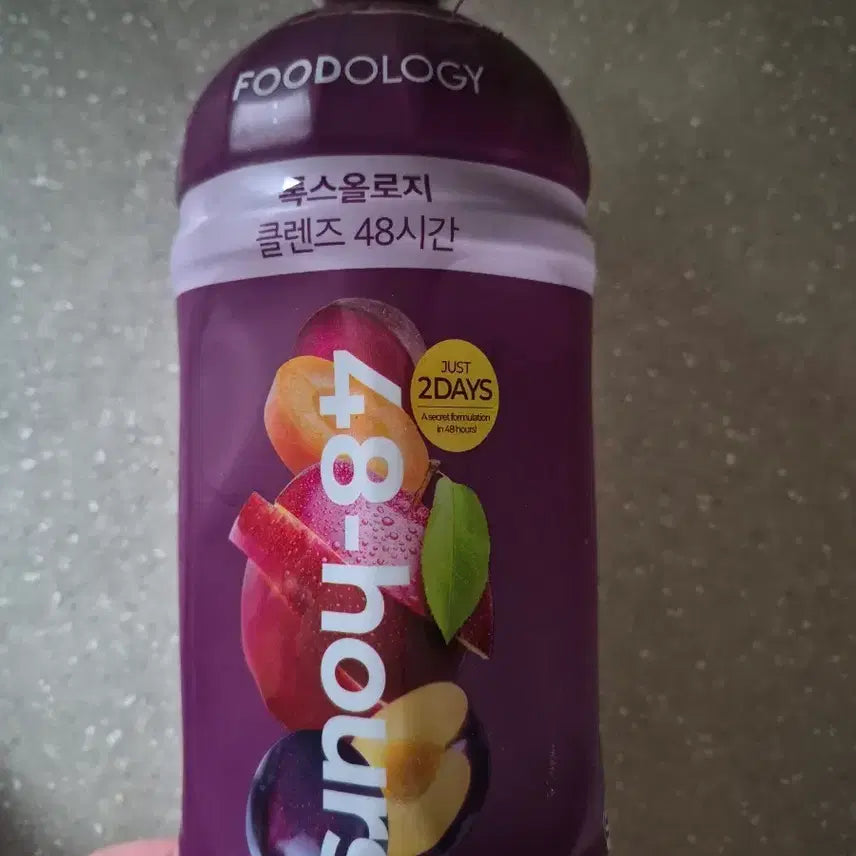 FOODOLOGY
톡스올로지
클렌즈 48시간
JUST
2DAYS
A secret formulation
in 48 hours!
48-hours